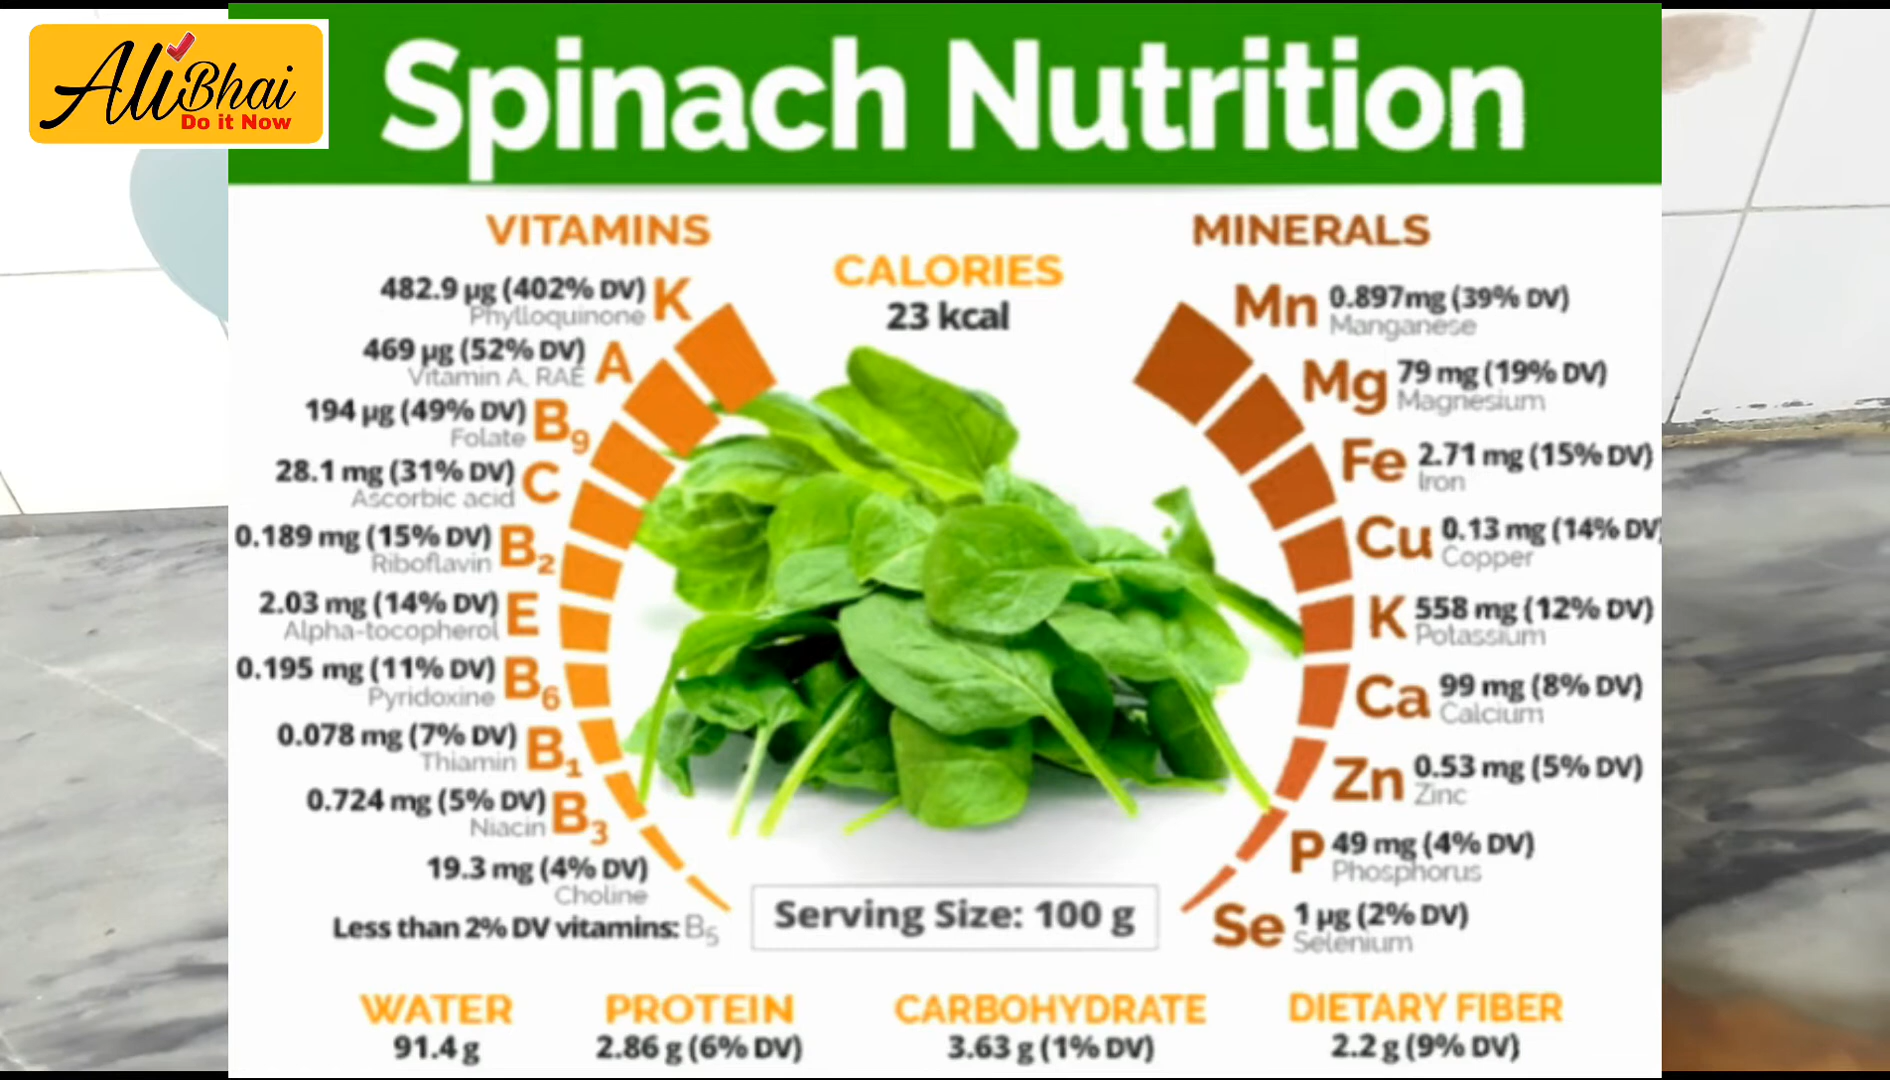 Ali Bhai
Do it Now
Spinach Nutrition
VITAMINS
482.9 µg (402% DV) K
Phylloquinone
469 µg (52% DV) A
Vitamin A, RAE
194 µg (49% DV) B9
Folate
28.1 mg (31% DV) C
Ascorbic acid
0.189 mg (15% DV) B2
Riboflavin
2.03 mg (14% DV) E
Alpha-tocopherol
0.195 mg (11% DV) B6
Pyridoxine
0.078 mg (7% DV) B1
Thiamin
0.724 mg (5% DV) B3
Niacin
19.3 mg (4% DV)
Choline
Less than 2% DV vitamins: B5
CALORIES
23 kcal
MINERALS
Mn 0.897mg (39% DV)
Manganese
Mg 79 mg (19% DV)
Magnesium
Fe 2.71 mg (15% DV)
Iron
Cu 0.13 mg (14% DV)
Copper
K 558 mg (12% DV)
Potassium
Ca 99 mg (8% DV)
Calcium
Zn 0.53 mg (5% DV)
Zinc
P 49 mg (4% DV)
Phosphorus
Se 1 µg (2% DV)
Selenium
Serving Size: 100 g
WATER
91.4 g
PROTEIN
2.86 g (6% DV)
CARBOHYDRATE
3.63 g (1% DV)
DIETARY FIBER
2.2 g (9% DV)